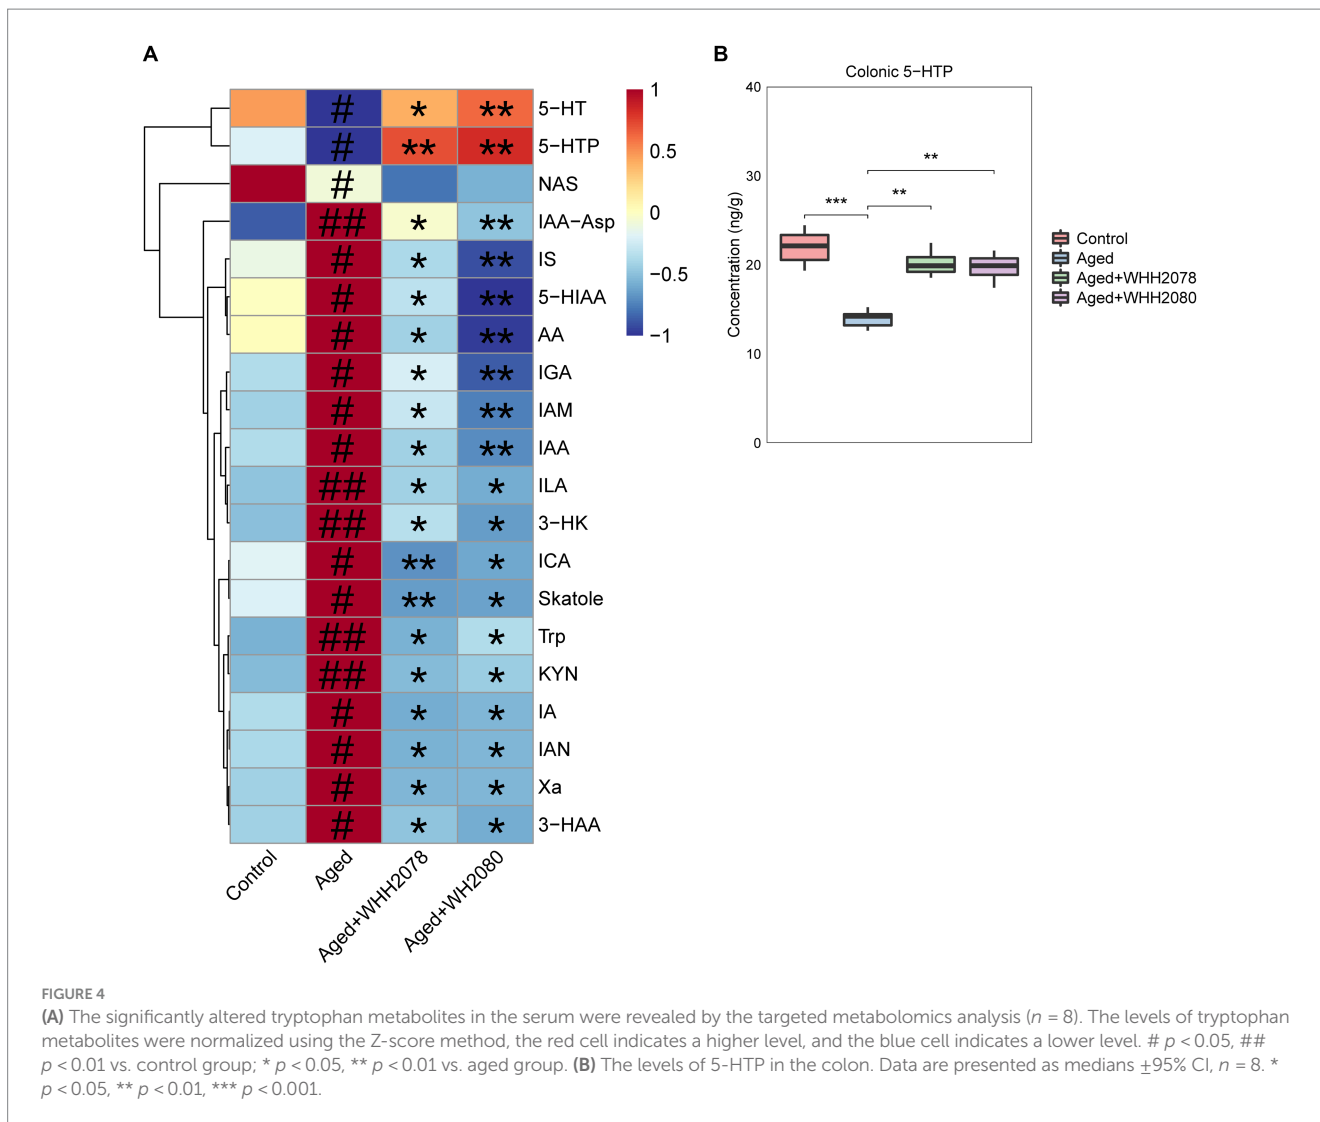 A
# * ** 5−HT
# ** ** 5−HTP
# NAS
## * ** IAA−Asp
# * ** IS
# * ** 5−HIAA
# * ** AA
# * ** IGA
# * ** IAM
# * ** IAA
## * * ILA
## * * 3−HK
# ** * ICA
# ** * Skatole
## * * Trp
## * * KYN
# * * IA
# * * IAN
# * * Xa
# * * 3−HAA
Control
Aged
Aged+WHH2078
Aged+WH2080
1
0.5
0
−0.5
−1
B
Colonic 5−HTP
Concentration (ng/g)
40
30
20
10
0
**
**
***
Control
Aged
Aged+WHH2078
Aged+WHH2080
FIGURE 4
(A) The significantly altered tryptophan metabolites in the serum were revealed by the targeted metabolomics analysis (n = 8). The levels of tryptophan
metabolites were normalized using the Z-score method, the red cell indicates a higher level, and the blue cell indicates a lower level. # p < 0.05, ##
p < 0.01 vs. control group; * p < 0.05, ** p < 0.01 vs. aged group. (B) The levels of 5-HTP in the colon. Data are presented as medians ±95% CI, n = 8. *
p < 0.05, ** p < 0.01, *** p < 0.001.